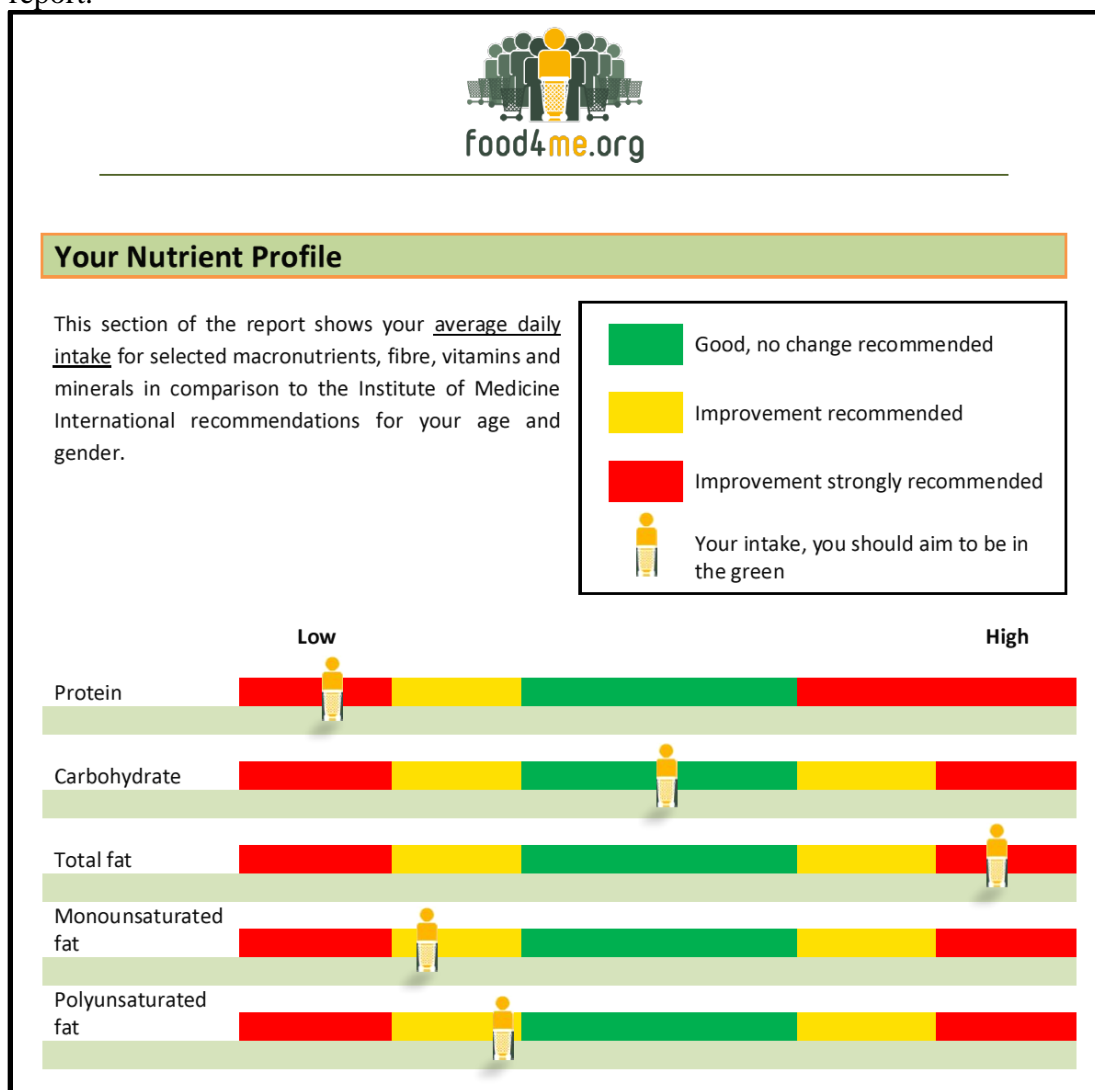 report.
food4me.org
Your Nutrient Profile
This section of the report shows your average daily
intake for selected macronutrients, fibre, vitamins and
minerals in comparison to the Institute of Medicine
International recommendations for your age and
gender.
Good, no change recommended
Improvement recommended
Improvement strongly recommended
Your intake, you should aim to be in
the green
Low High
Protein
Carbohydrate
Total fat
Monounsaturated
fat
Polyunsaturated
fat